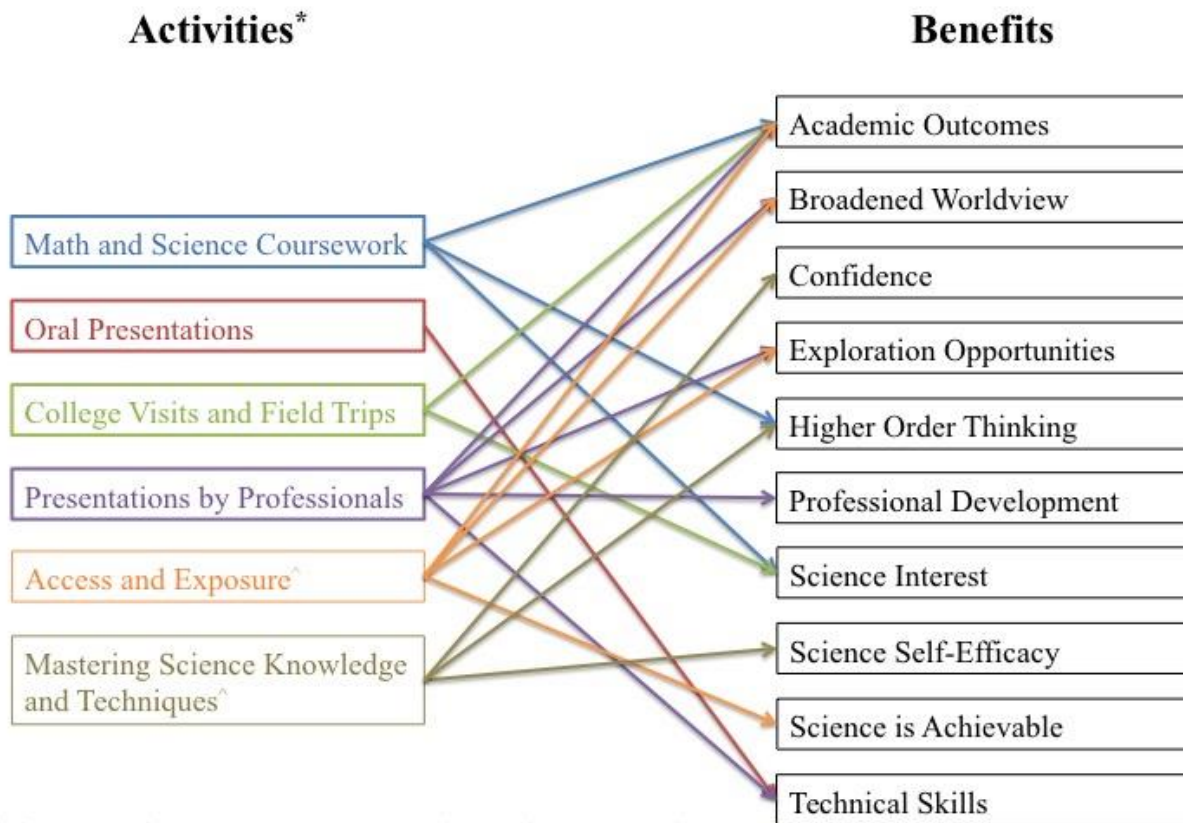 Activities*
Benefits
Math and Science Coursework
Oral Presentations
College Visits and Field Trips
Presentations by Professionals
Access and Exposure^
Mastering Science Knowledge
and Techniques^
Academic Outcomes
Broadened Worldview
Confidence
Exploration Opportunities
Higher Order Thinking
Professional Development
Science Interest
Science Self-Efficacy
Science is Achievable
Technical Skills